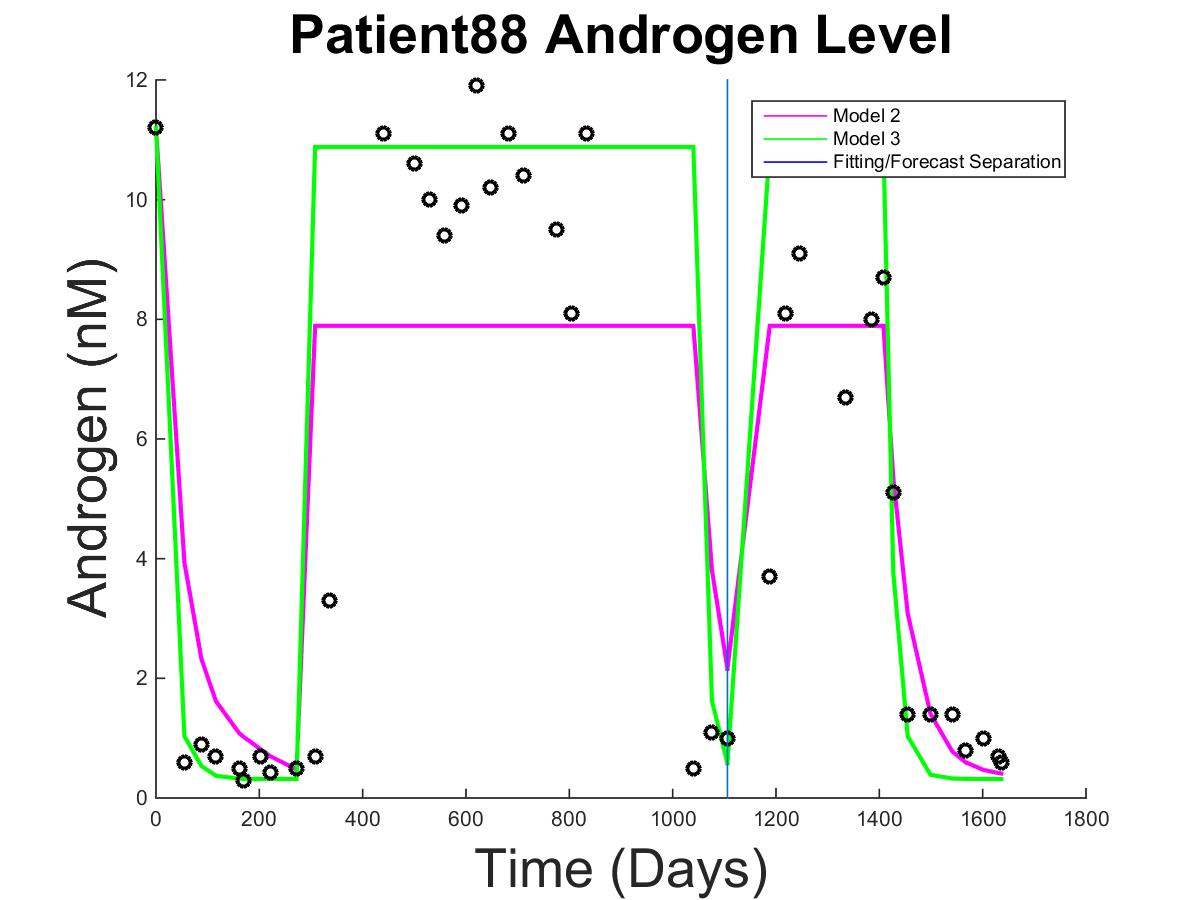 Patient88 Androgen Level
12
10
8
6
4
2
0
Androgen (nM)
Model 2
Model 3
Fitting/Forecast Separation
0 200 400 600 800 1000 1200 1400 1600 1800
Time (Days)